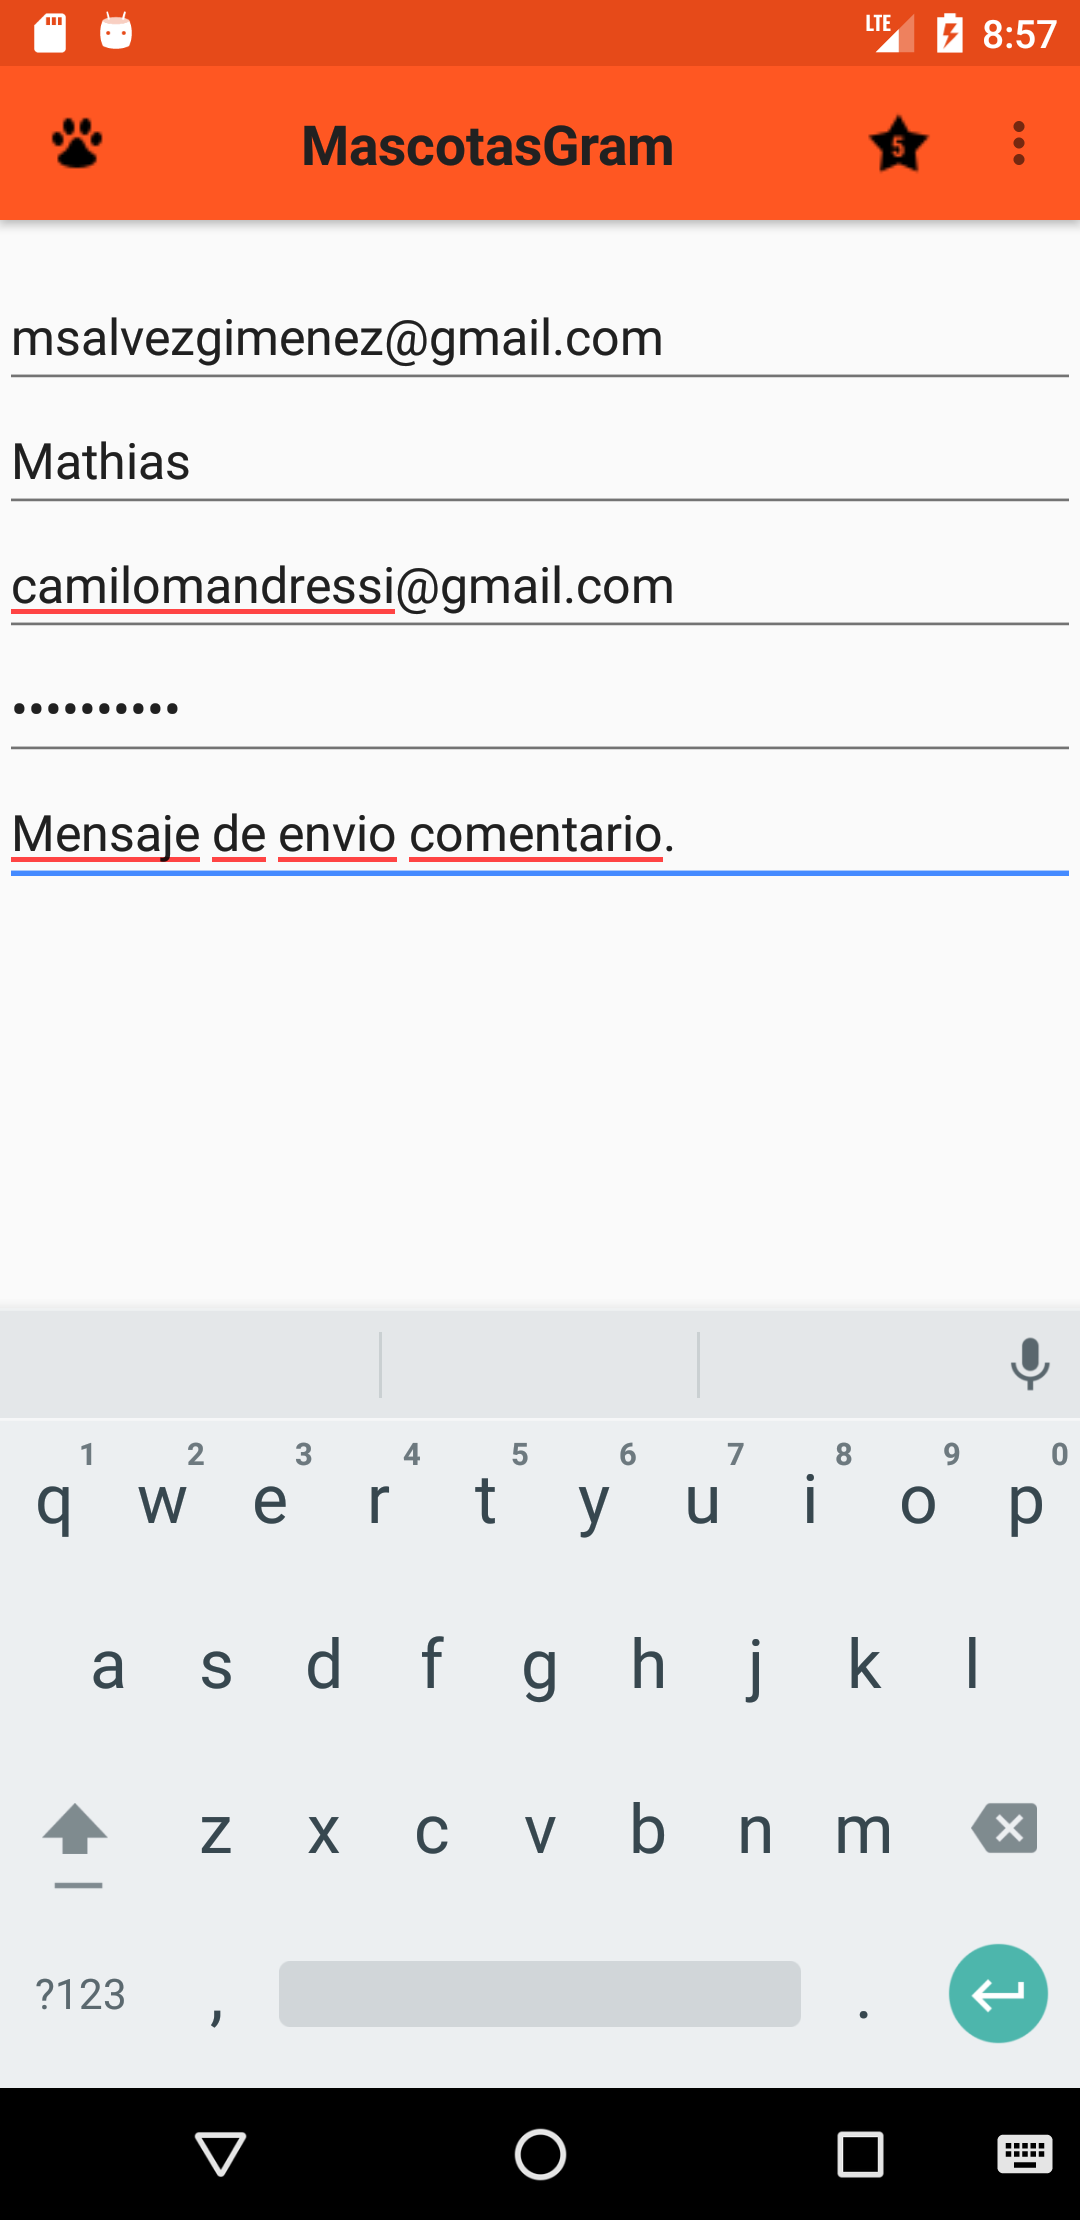 LTE 8:57
MascotasGram 5
msalvezgimenez@gmail.com
Mathias
camilomandressi@gmail.com
••••••••••
Mensaje de envio comentario.
1 2 3 4 5 6 7 8 9 0
q w e r t y u i o p
a s d f g h j k l
z x c v b n m
?123 , .